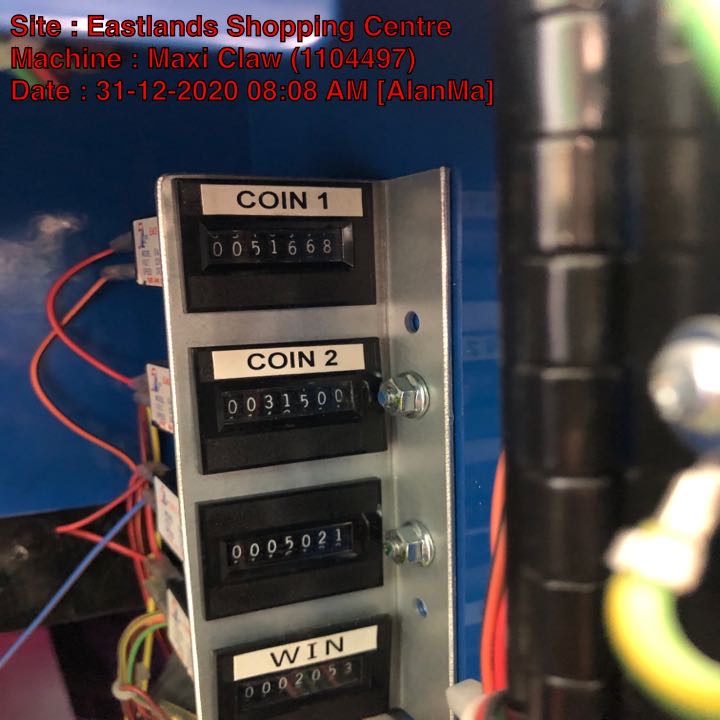 Site : Eastlands Shopping Centre
Machine : Maxi Claw (1104497)
Date : 31-12-2020 08:08 AM [AlanMa]
COIN 1
0051668
COIN 2
0031500
0005021
WIN
0002053